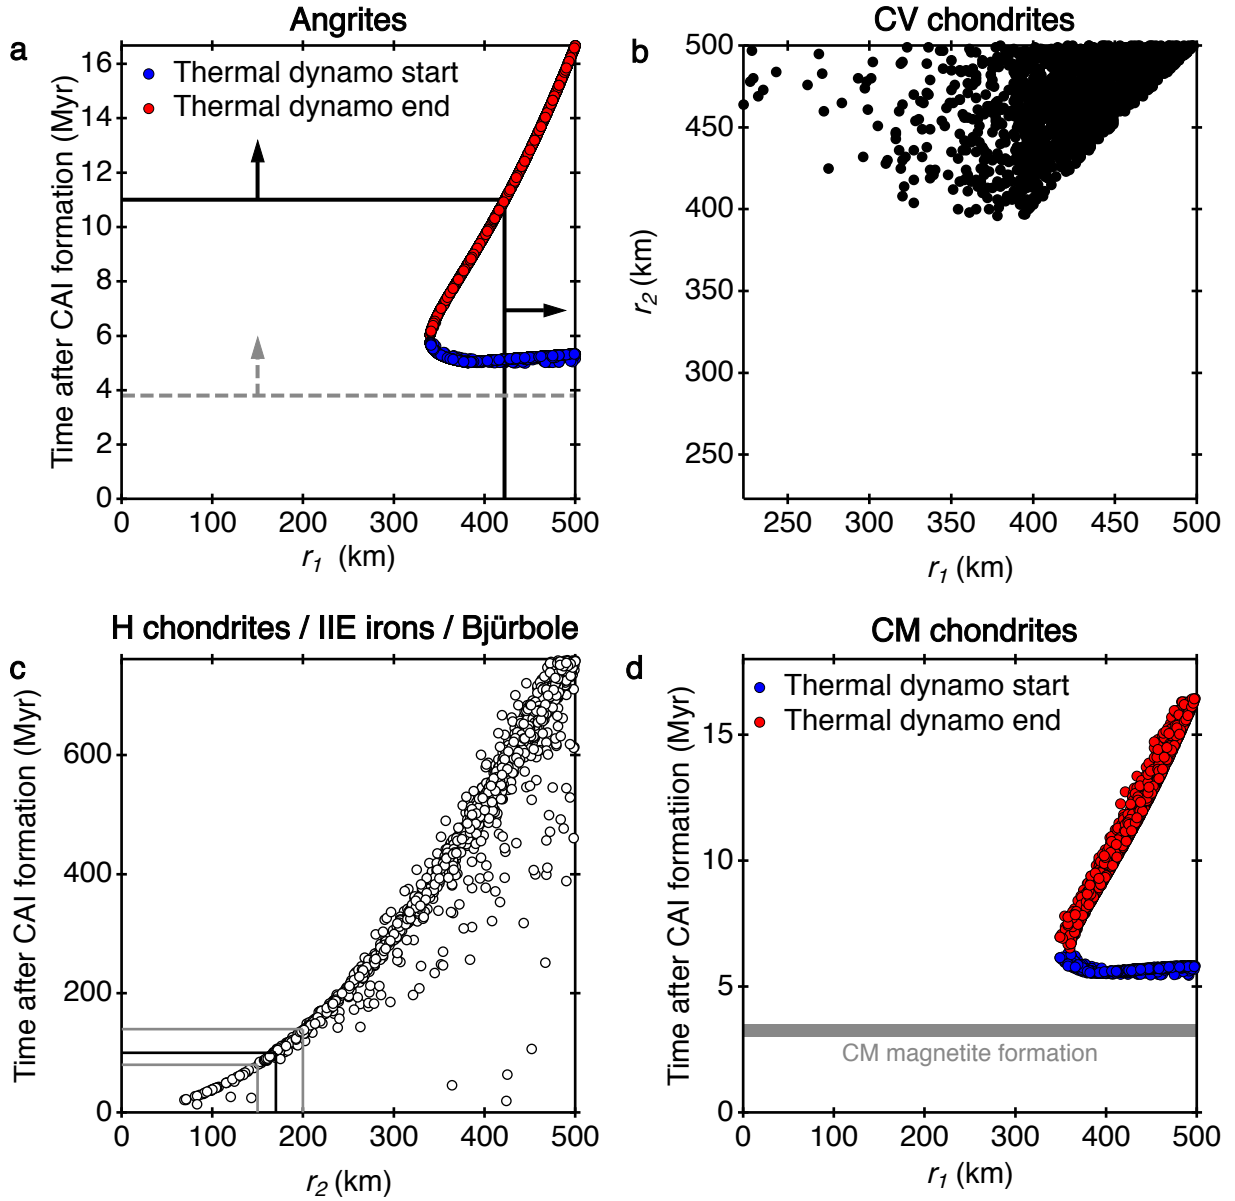 Angrites
a
Thermal dynamo start
Thermal dynamo end
Time after CAI formation (Myr)
16
14
12
10
8
6
4
2
0
0 100 200 300 400 500
r1 (km)
CV chondrites
b
500
450
400
350
300
250
r2 (km)
250 300 350 400 450 500
r1 (km)
H chondrites / IIE irons / Bjürbole
c
Time after CAI formation (Myr)
600
400
200
0
0 100 200 300 400 500
r2 (km)
CM chondrites
d
Thermal dynamo start
Thermal dynamo end
Time after CAI formatiion (Myr)
15
10
5
0
CM magnetite formation
0 100 200 300 400 500
r1 (km)